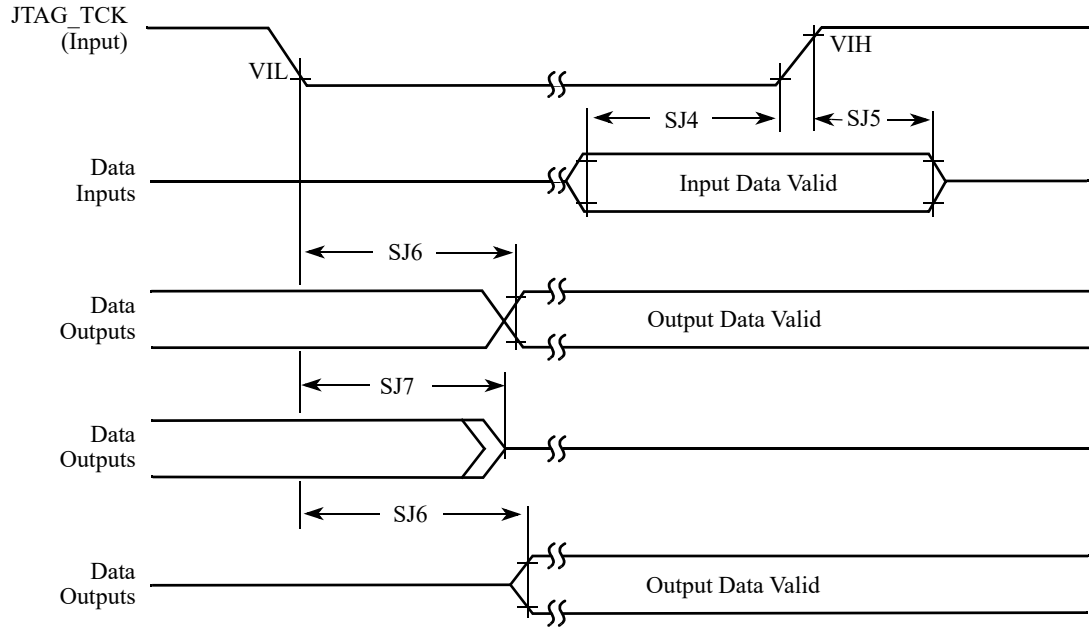 JTAG_TCK
(Input)
VIL
VIH
SJ4
SJ5
Data
Inputs
Input Data Valid
SJ6
Data
Outputs
Output Data Valid
SJ7
Data
Outputs
SJ6
Data
Outputs
Output Data Valid